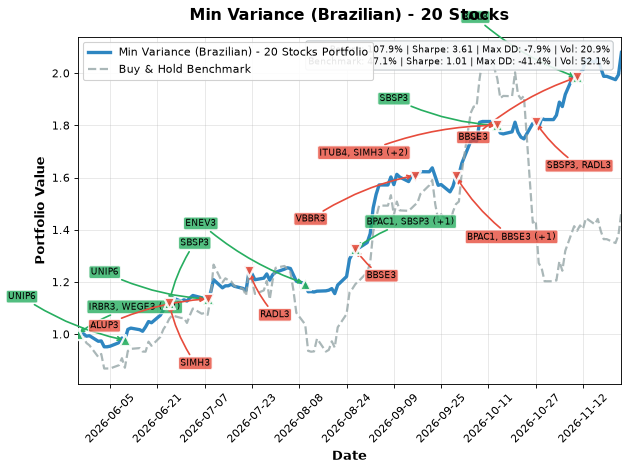 Min Variance (Brazilian) - 20 Stocks
Min Variance (Brazilian) - 20 Stocks Portfolio
Buy & Hold Benchmark
07.9% | Sharpe: 3.61 | Max DD: -7.9% | Vol: 20.9%
7.1% | Sharpe: 1.01 | Max DD: -41.4% | Vol: 52.1%
SBSP3
BBSE3
ITUB4, SIMH3 (+2)
SBSP3, RADL3
VBBR3
BPAC1, SBSP3 (+1)
ENEV3
BPAC1, BBSE3 (+1)
SBSP3
UNIP6
BBSE3
UNIP6
IRBR3, WEGE3
RADL3
ALUP3
SIMH3
Portfolio Value
2.0
1.8
1.6
1.4
1.2
1.0
2026-06-05
2026-06-21
2026-07-07
2026-07-23
2026-08-08
2026-08-24
2026-09-09
2026-09-25
2026-10-11
2026-10-27
2026-11-12
Date